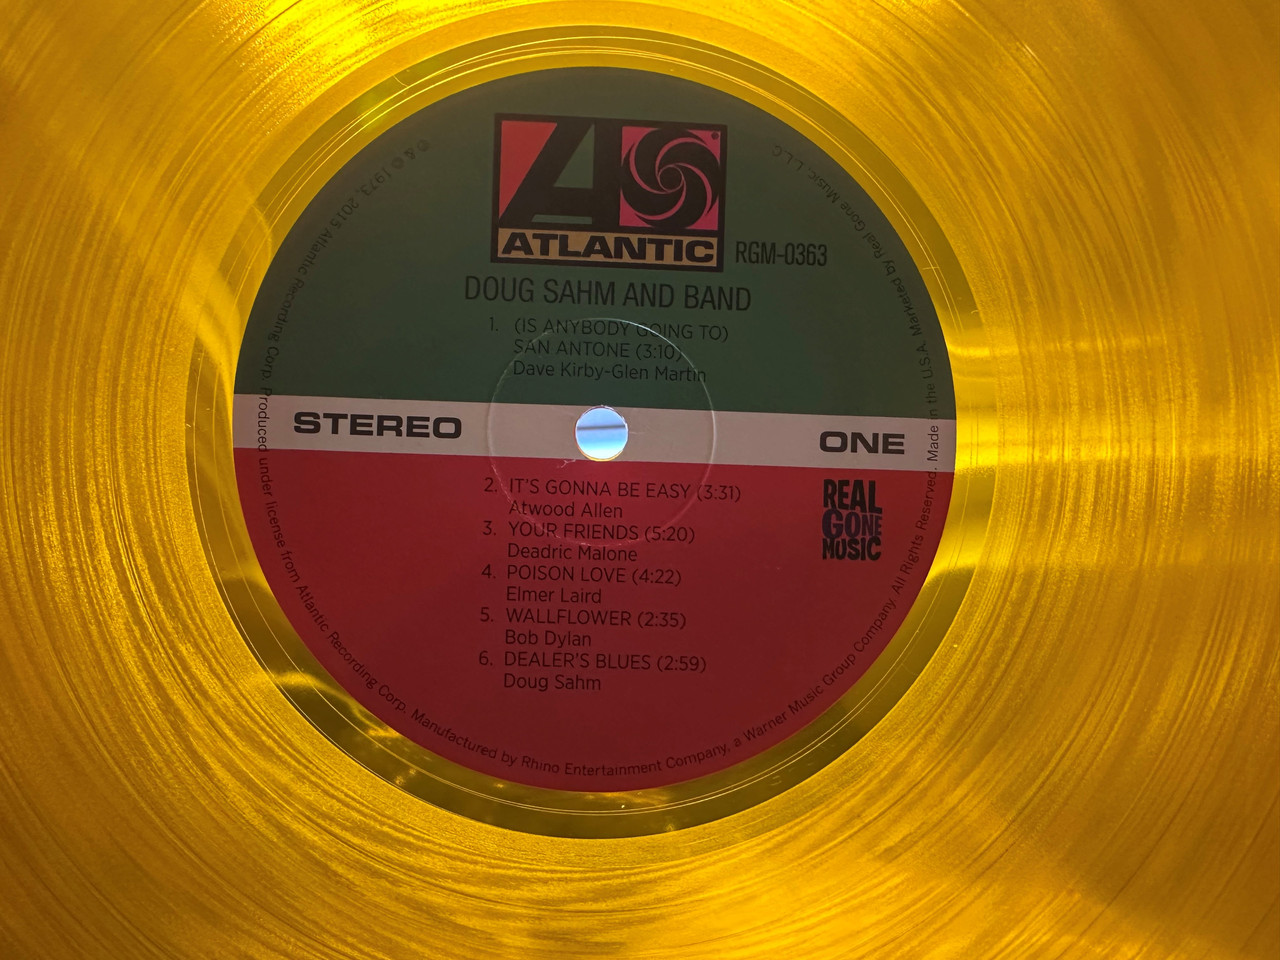 ATLANTIC
RGM-0363
DOUG SAHM AND BAND
1. (IS ANYBODY GOING TO)
SAN ANTONE (3:10)
Dave Kirby-Glen Martin
STEREO
ONE
2. IT'S GONNA BE EASY (3:31)
Atwood Allen
3. YOUR FRIENDS (5:20)
Deadric Malone
4. POISON LOVE (4:22)
Elmer Laird
5. WALLFLOWER (2:35)
Bob Dylan
6. DEALER'S BLUES (2:59)
Doug Sahm
REAL
GONE
MUSIC
℗ & © 1973, 2015 Atlantic Recording Corp. Produced under license from Atlantic Recording Corp. Manufactured by Rhino Entertainment Company, a Warner Music Group Company. All Rights Reserved. Made in the U.S.A. Marketed by Real Gone Music, LLC